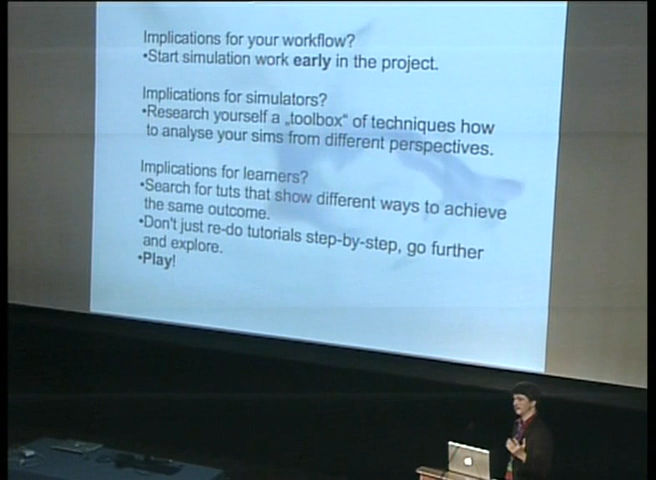 Implications for your workflow?
•Start simulation work early in the project.
Implications for simulators?
•Research yourself a „toolbox“ of techniques how
to analyse your sims from different perspectives.
Implications for learners?
•Search for tuts that show different ways to achieve
the same outcome.
•Don't just re-do tutorials step-by-step, go further
and explore.
•Play!